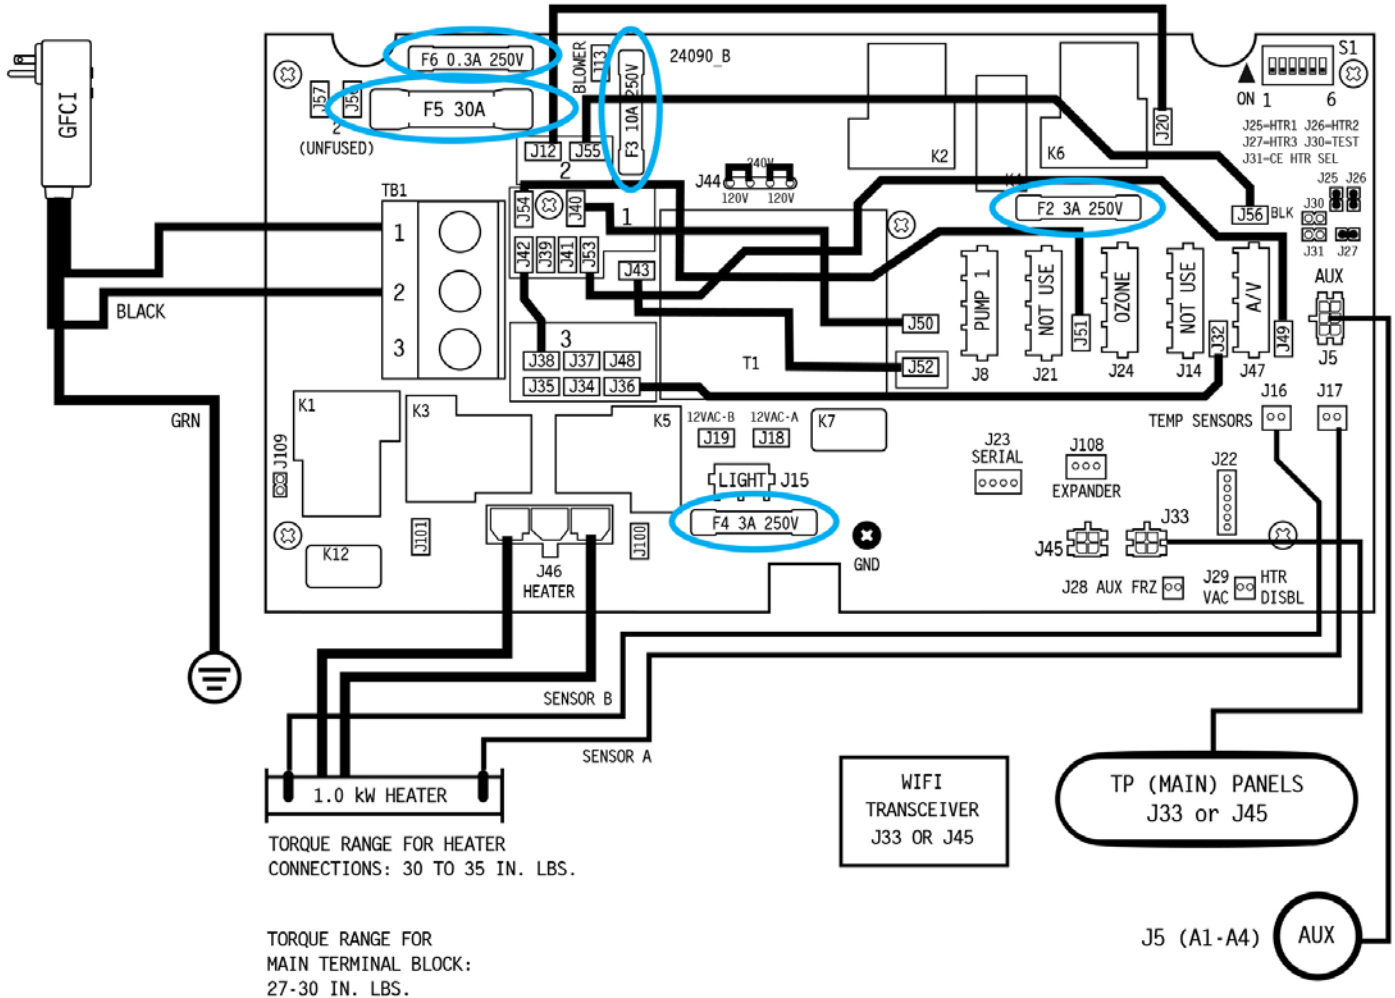 GFCI
F6 0.3A 250V
F5 30A
J57
2
(UNFUSED)
BLOWER
J13
F3 10A 250V
24090_B
K2
K6
J20
S1
ON 1 6
J25=HTR1 J26=HTR2
J27=HTR3 J30=TEST
J31=CE HTR SEL
J25 J26
J30
J31 J27
J12 J55
2
240V
J44
120V 120V
F2 3A 250V
J56 BLK
TB1
1
2
3
BLACK
GRN
J54
J40
1
J42
J39
J41
J53
J43
3
J38 J37 J48
J35 J34 J36
T1
J50
J52
PUMP 1
J8
NOT USE
J21
J51
OZONE
J24
NOT USE
J14
J32
A/V
J47
J49
AUX
J5
K1
K3
K5
12VAC-B 12VAC-A
J19 J18
K7
TEMP SENSORS
J16 J17
J109
LIGHT J15
F4 3A 250V
J23
SERIAL
J108
EXPANDER
J22
K12
J101
J46
HEATER
J100
GND
J45
J33
J28 AUX FRZ
J29
VAC
HTR
DISBL
SENSOR B
SENSOR A
1.0 kW HEATER
TORQUE RANGE FOR HEATER
CONNECTIONS: 30 TO 35 IN. LBS.
WIFI
TRANSCEIVER
J33 OR J45
TP (MAIN) PANELS
J33 or J45
TORQUE RANGE FOR
MAIN TERMINAL BLOCK:
27-30 IN. LBS.
J5 (A1-A4)
AUX